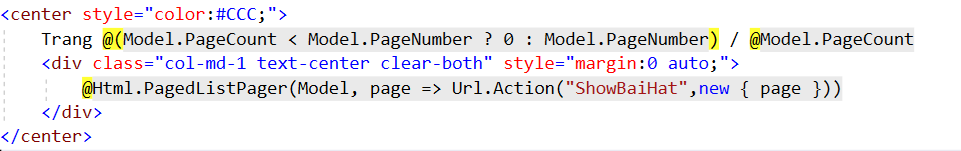 <center style="color:#CCC;">
Trang @(Model.PageCount < Model.PageNumber ? 0 : Model.PageNumber) / @Model.PageCount
<div class="col-md-1 text-center clear-both" style="margin:0 auto;">
@Html.PagedListPager(Model, page => Url.Action("ShowBaiHat",new { page }))
</div>
</center>